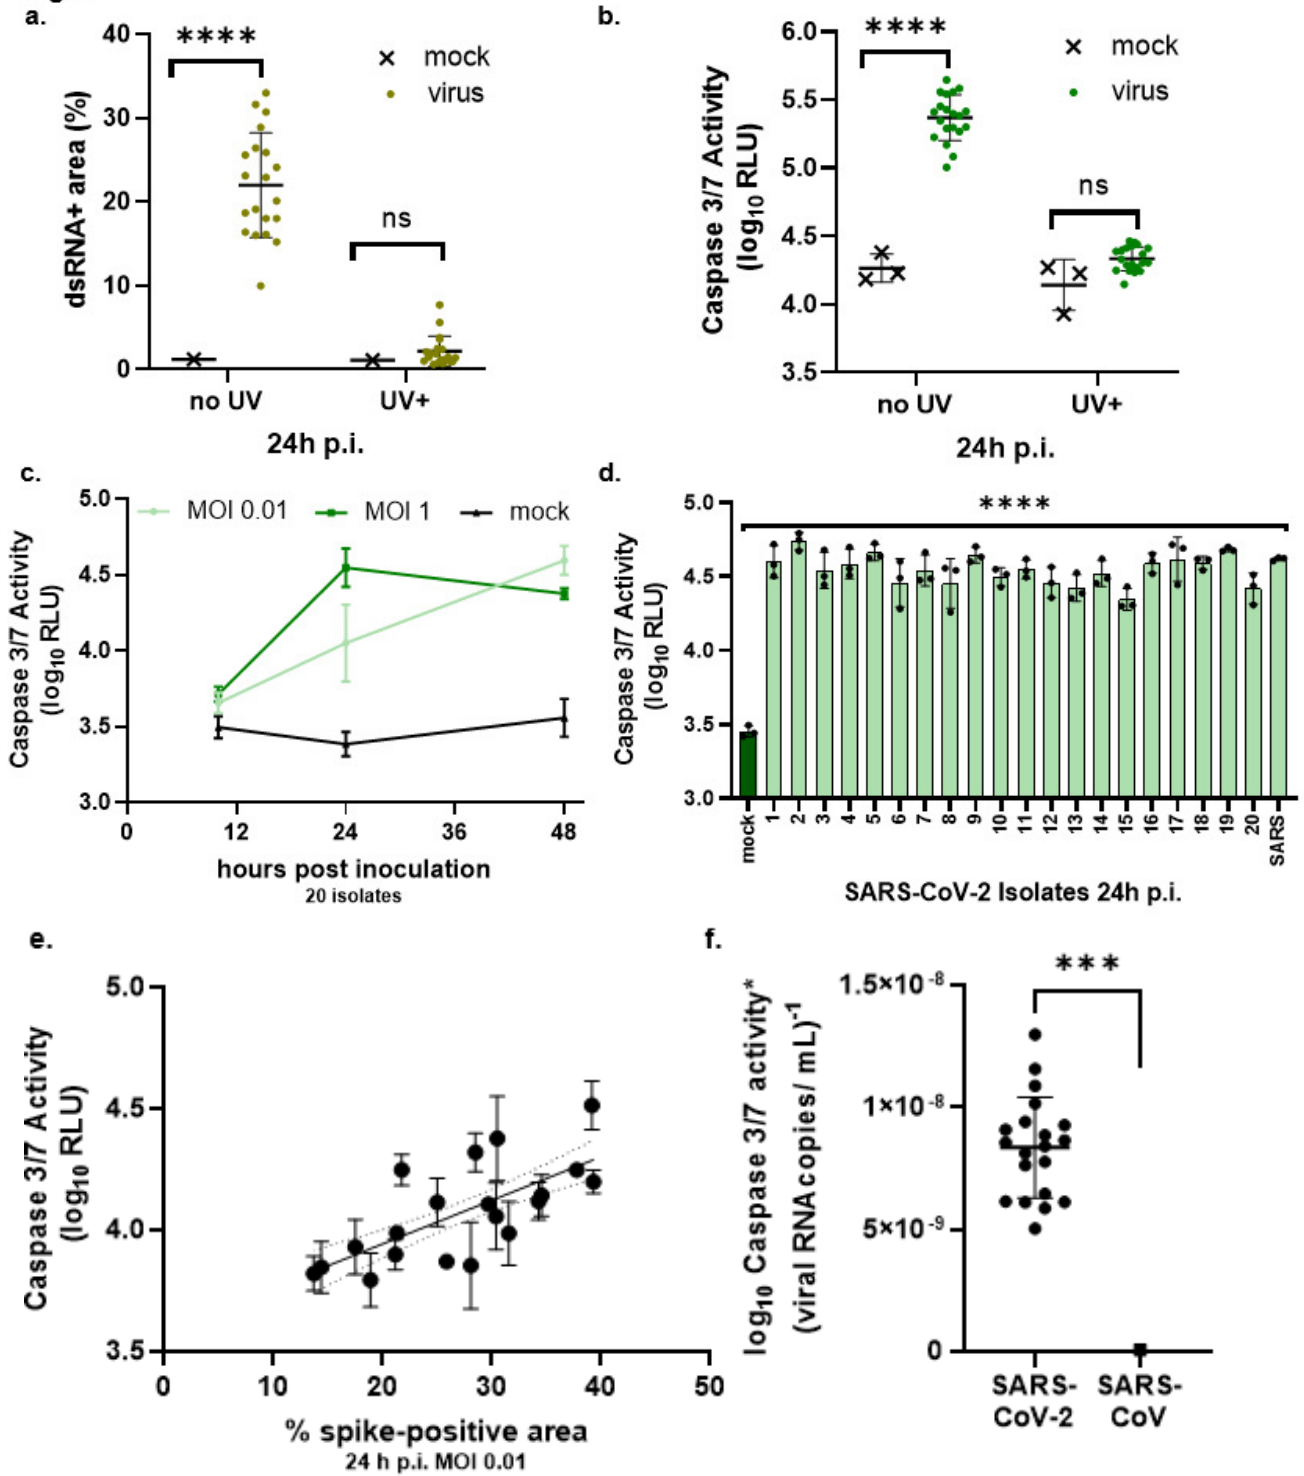 a.
dsRNA+ area (%)
40
30
20
10
0
****
ns
mock
virus
no UV
UV+
24h p.i.
b.
Caspase 3/7 Activity
(log10 RLU)
6.0
5.5
5.0
4.5
4.0
3.5
****
ns
mock
virus
no UV
UV+
24h p.i.
c.
Caspase 3/7 Activity
(log10 RLU)
5.0
4.5
4.0
3.5
3.0
MOI 0.01
MOI 1
mock
0
12
24
36
48
hours post inoculation
20 isolates
d.
Caspase 3/7 Activity
(log10 RLU)
5.0
4.5
4.0
3.5
3.0
****
mock
1
2
3
4
5
6
7
8
9
10
11
12
13
14
15
16
17
18
19
20
SARS
SARS-CoV-2 Isolates 24h p.i.
e.
Caspase 3/7 Activity
(log10 RLU)
5.0
4.5
4.0
3.5
0
10
20
30
40
50
% spike-positive area
24 h p.i. MOI 0.01
f.
log10 Caspase 3/7 activity*
(viral RNAcopies/ mL)-1
1.5×10-8
1×10-8
5×10-9
0
***
SARS-
CoV-2
SARS-
CoV